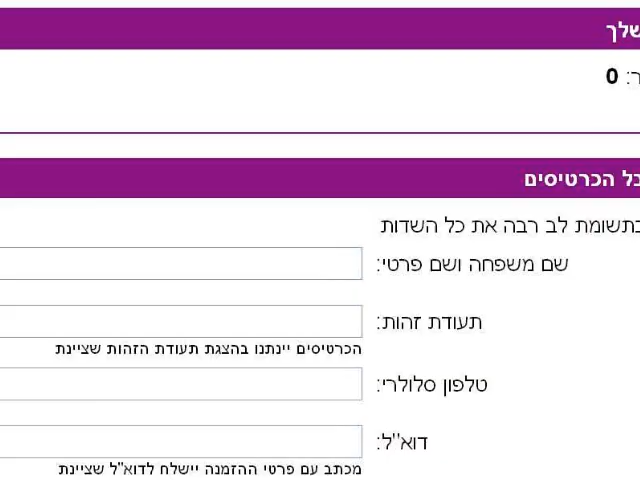 שלך
0
הכרטיסים
בתשומת לב רבה את כל השדות
שם משפחה ושם פרטי:
תעודת זהות:
הכרטיסים יינתנו בהצגת תעודת הזהות שציינת
טלפון סלולרי:
דוא"ל:
מכתב עם פרטי ההזמנה יישלח לדוא"ל שציינת